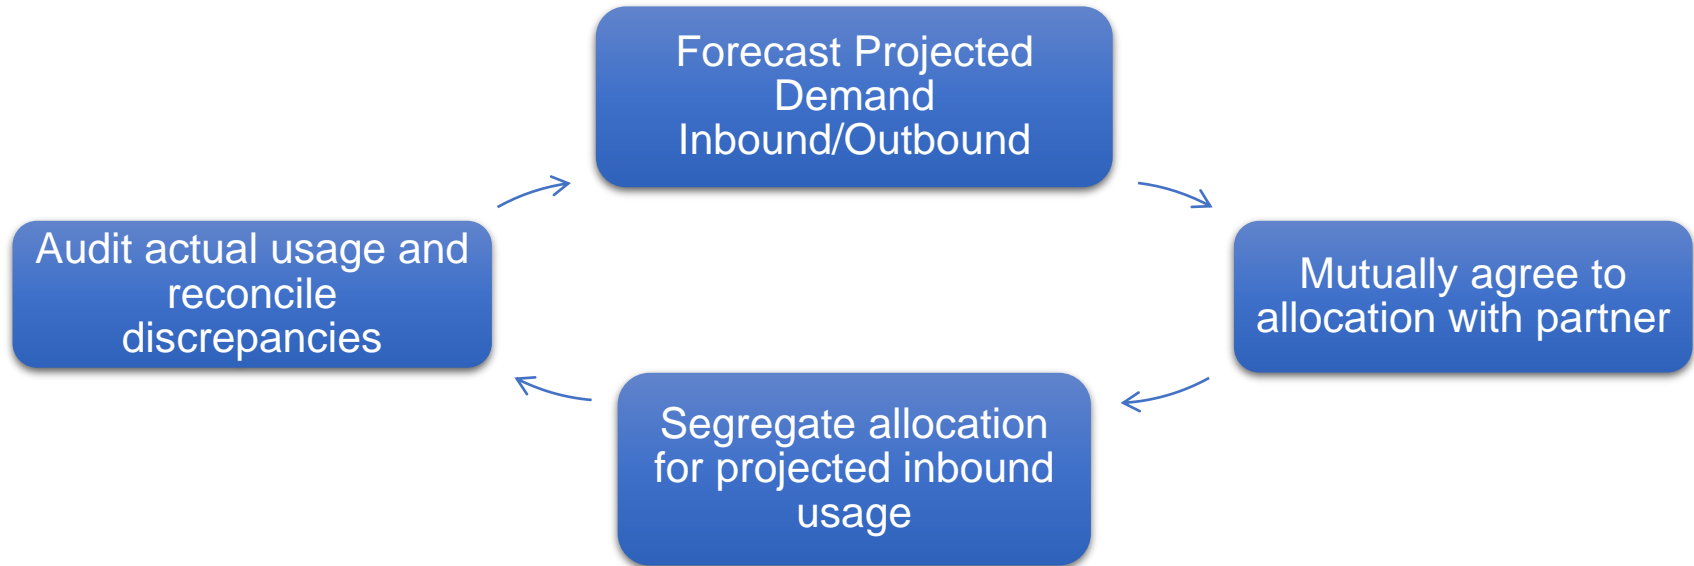 Forecast Projected
Demand
Inbound/Outbound
Mutually agree to
allocation with partner
Segregate allocation
for projected inbound
usage
Audit actual usage and
reconcile
discrepancies